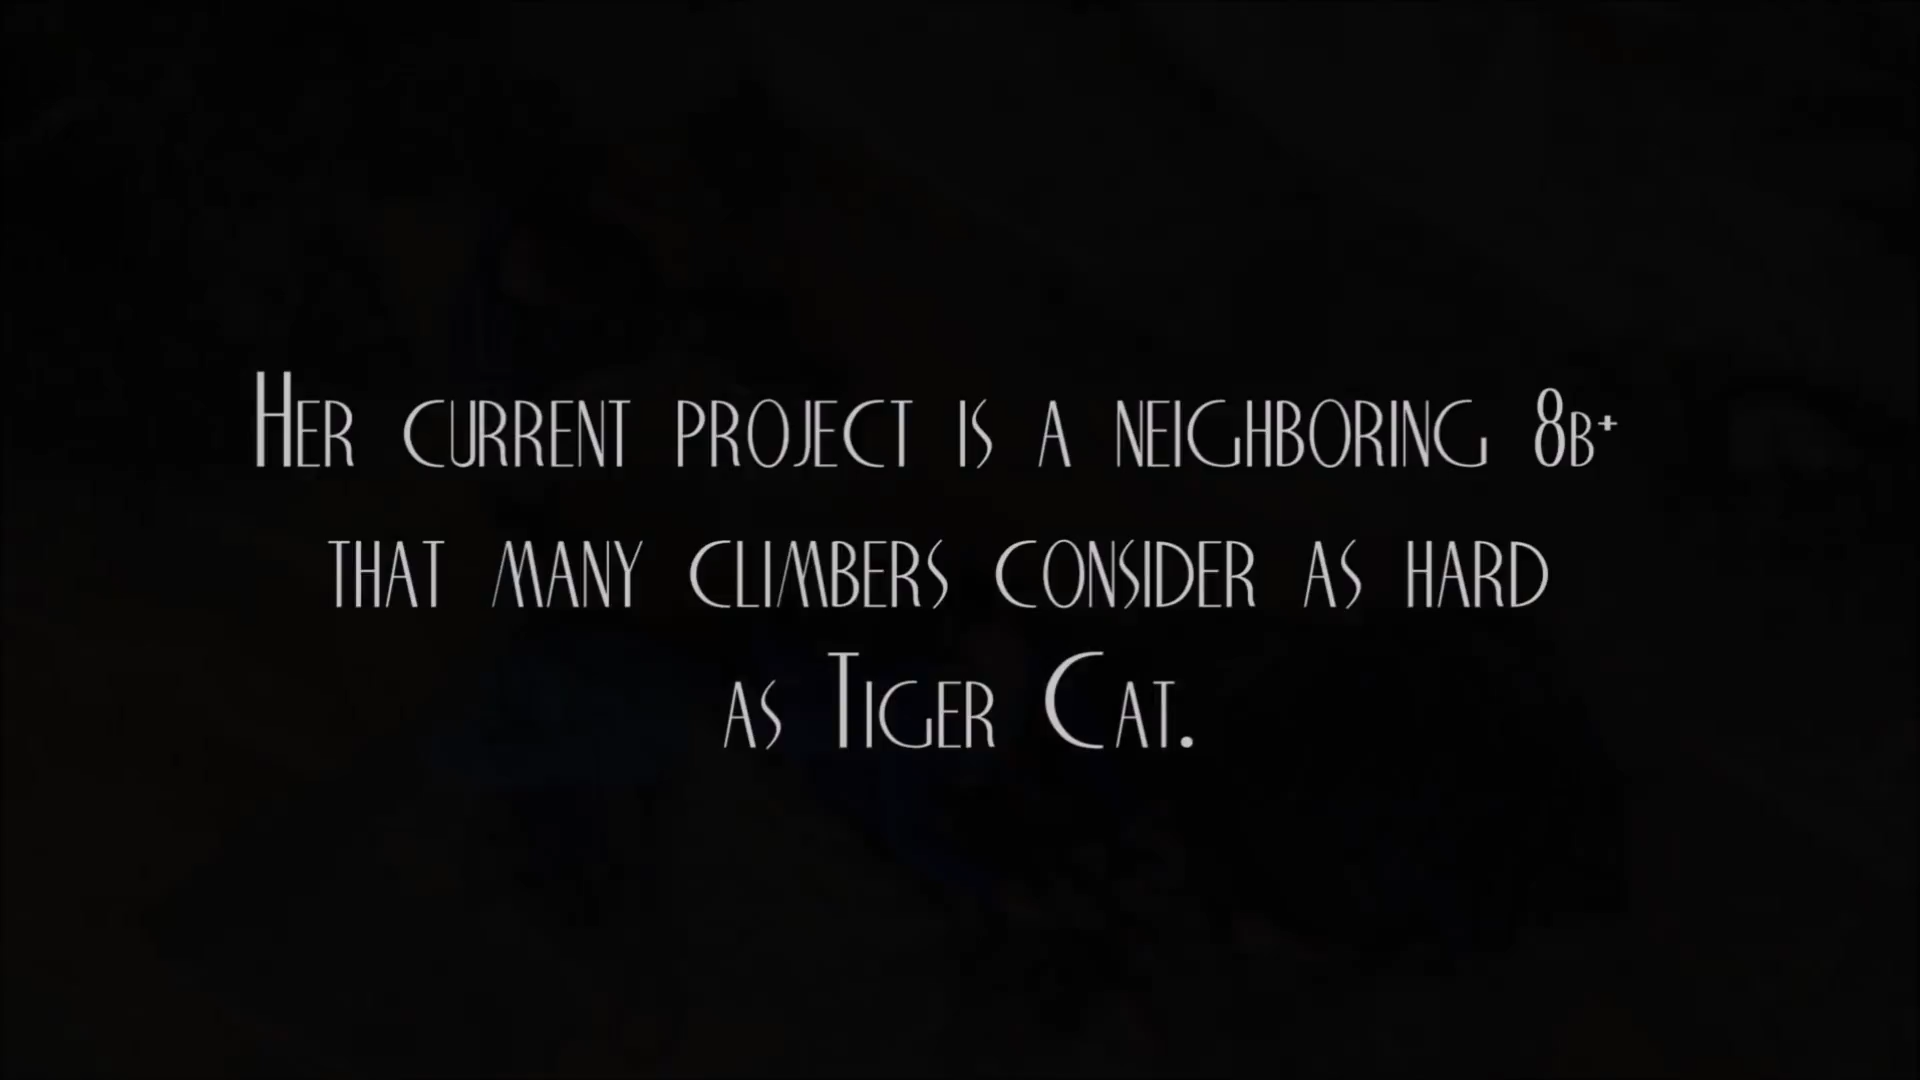 Her current project is a neighboring 8b+
that many climbers consider as hard
as Tiger Cat.